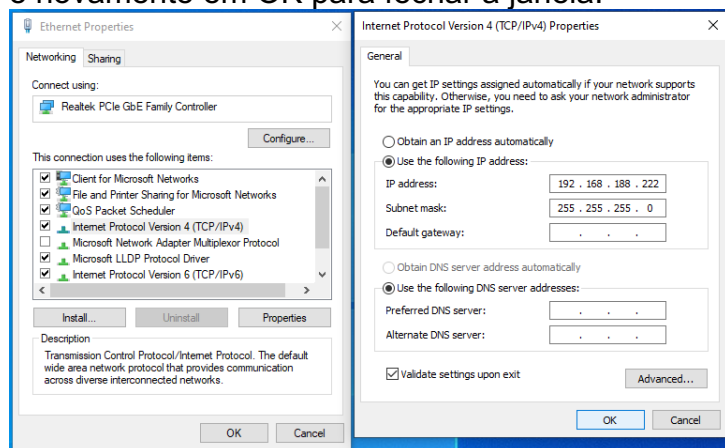 e novamente em OK para fechar a janela.
Ethernet Properties
Networking Sharing
Connect using:
Realtek PCIe GbE Family Controller
Configure...
This connection uses the following items:
Client for Microsoft Networks
File and Printer Sharing for Microsoft Networks
QoS Packet Scheduler
Internet Protocol Version 4 (TCP/IPv4)
Microsoft Network Adapter Multiplexor Protocol
Microsoft LLDP Protocol Driver
Internet Protocol Version 6 (TCP/IPv6)
Install... Uninstall Properties
Description
Transmission Control Protocol/Internet Protocol. The default
wide area network protocol that provides communication
across diverse interconnected networks.
OK Cancel
Internet Protocol Version 4 (TCP/IPv4) Properties
General
You can get IP settings assigned automatically if your network supports
this capability. Otherwise, you need to ask your network administrator
for the appropriate IP settings.
Obtain an IP address automatically
Use the following IP address:
IP address: 192 . 168 . 188 . 222
Subnet mask: 255 . 255 . 255 . 0
Default gateway: . . .
Obtain DNS server address automatically
Use the following DNS server addresses:
Preferred DNS server: . . .
Alternate DNS server: . . .
Validate settings upon exit
Advanced...
OK Cancel